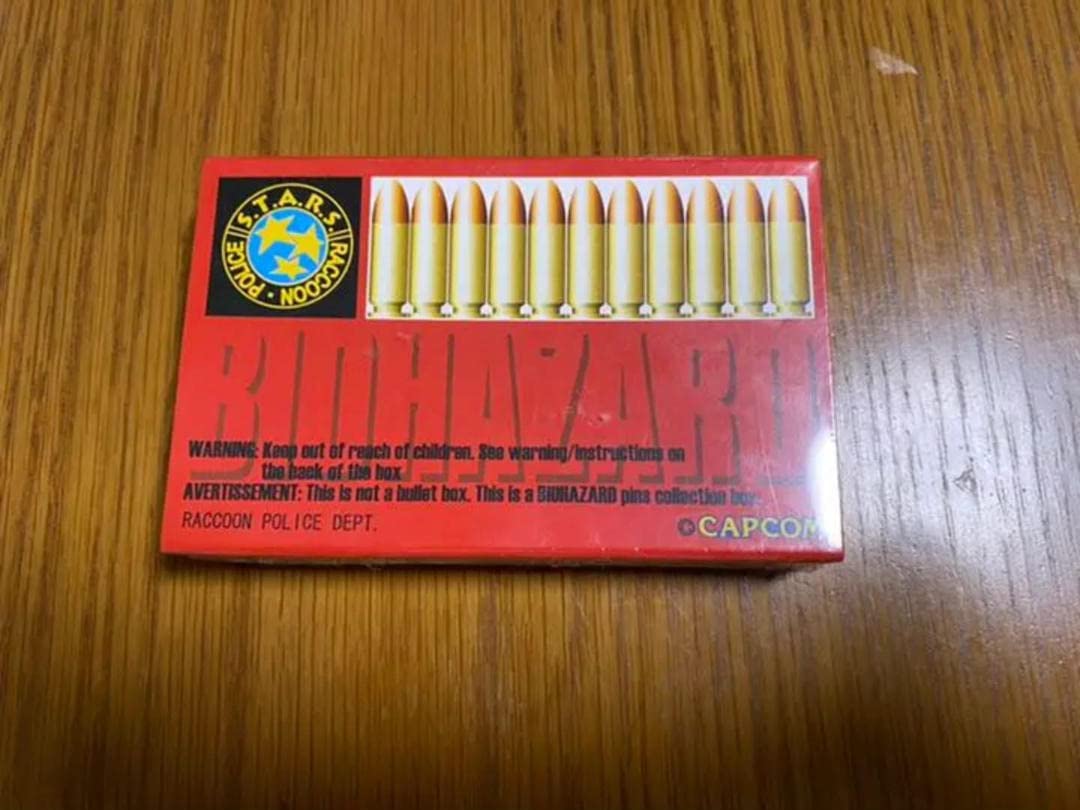 S.T.A.R.S.
RACCOON · POLICE
BIOHAZARD
WARNING: Keep out of reach of children. See warning/instructions on
the back of the box
AVERTISSEMENT: This is not a bullet box. This is a BIOHAZARD pins collection box.
RACCOON POLICE DEPT.
©CAPCOM